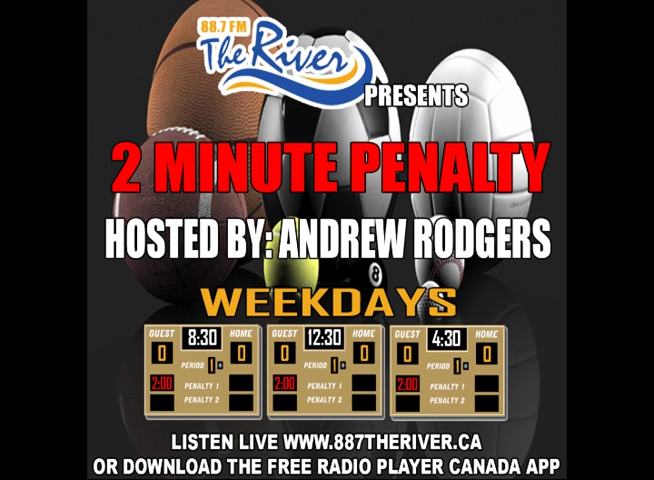 88.7 FM
The River
PRESENTS
2 MINUTE PENALTY
HOSTED BY: ANDREW RODGERS
8
WEEKDAYS
GUEST 8:30 HOME
0 0
PERIOD 1
2:00 PENALTY 1
PENALTY 2
GUEST 12:30 HOME
0 0
PERIOD 1
2:00 PENALTY 1
PENALTY 2
GUEST 4:30 HOME
0 0
PERIOD 1
2:00 PENALTY 1
PENALTY 2
LISTEN LIVE WWW.887THERIVER.CA
OR DOWNLOAD THE FREE RADIO PLAYER CANADA APP